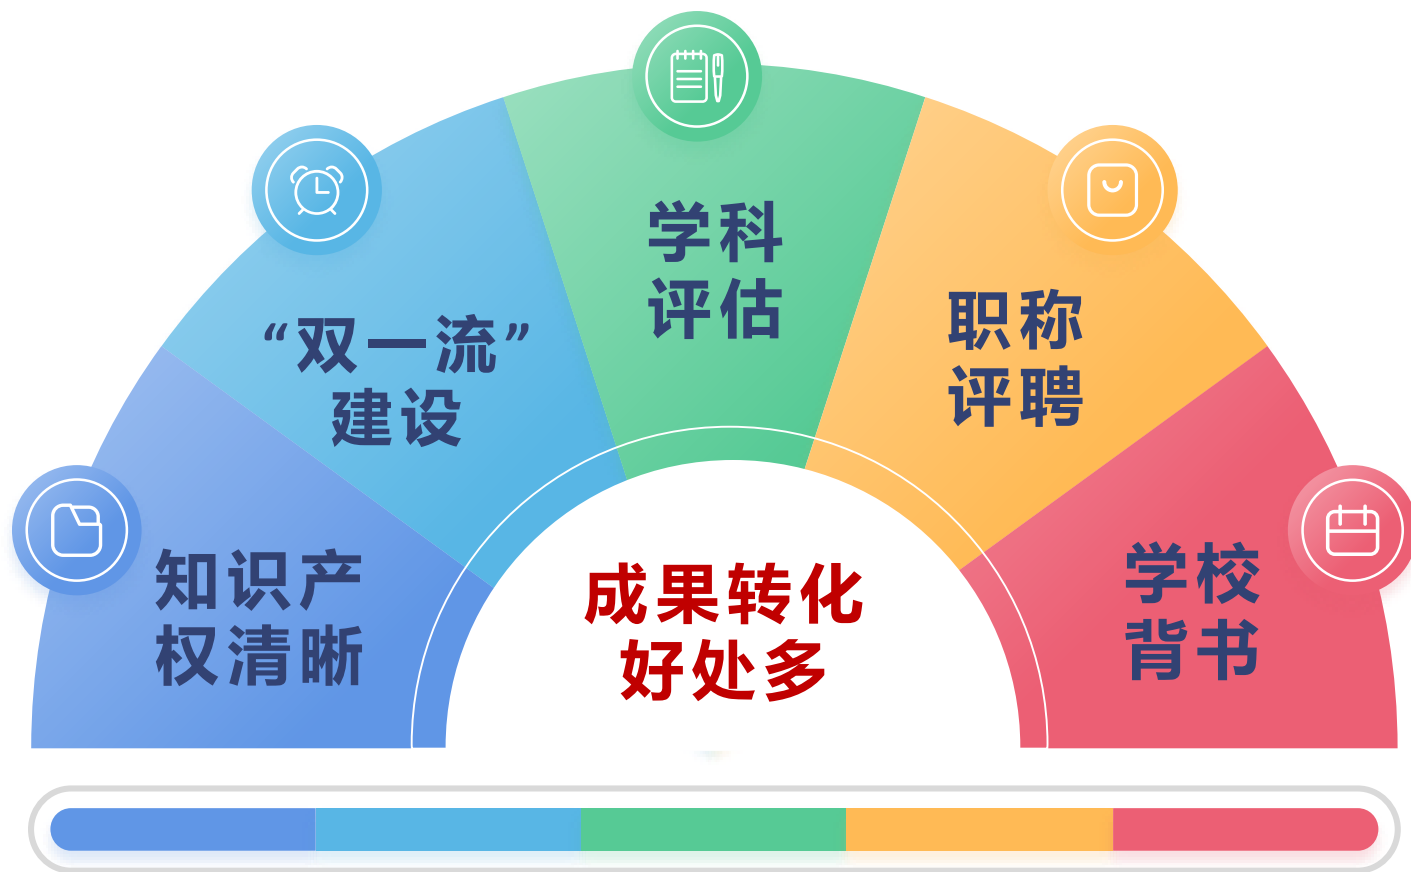 知识产
权清晰
“双一流”
建设
学科
评估
职称
评聘
学校
背书
成果转化
好处多